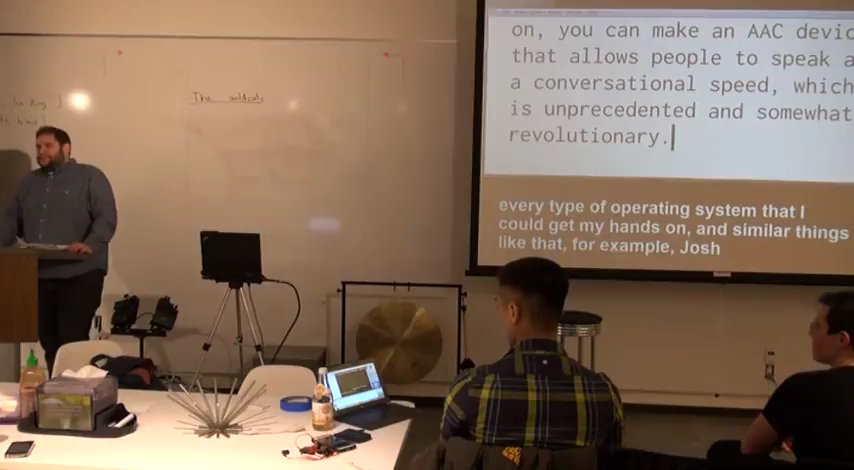 on, you can make an AAC devic
that allows people to speak a
a conversational speed, which
is unprecedented and somewhat
revolutionary.
every type of operating system that I
could get my hands on, and similar things
like that, for example, Josh